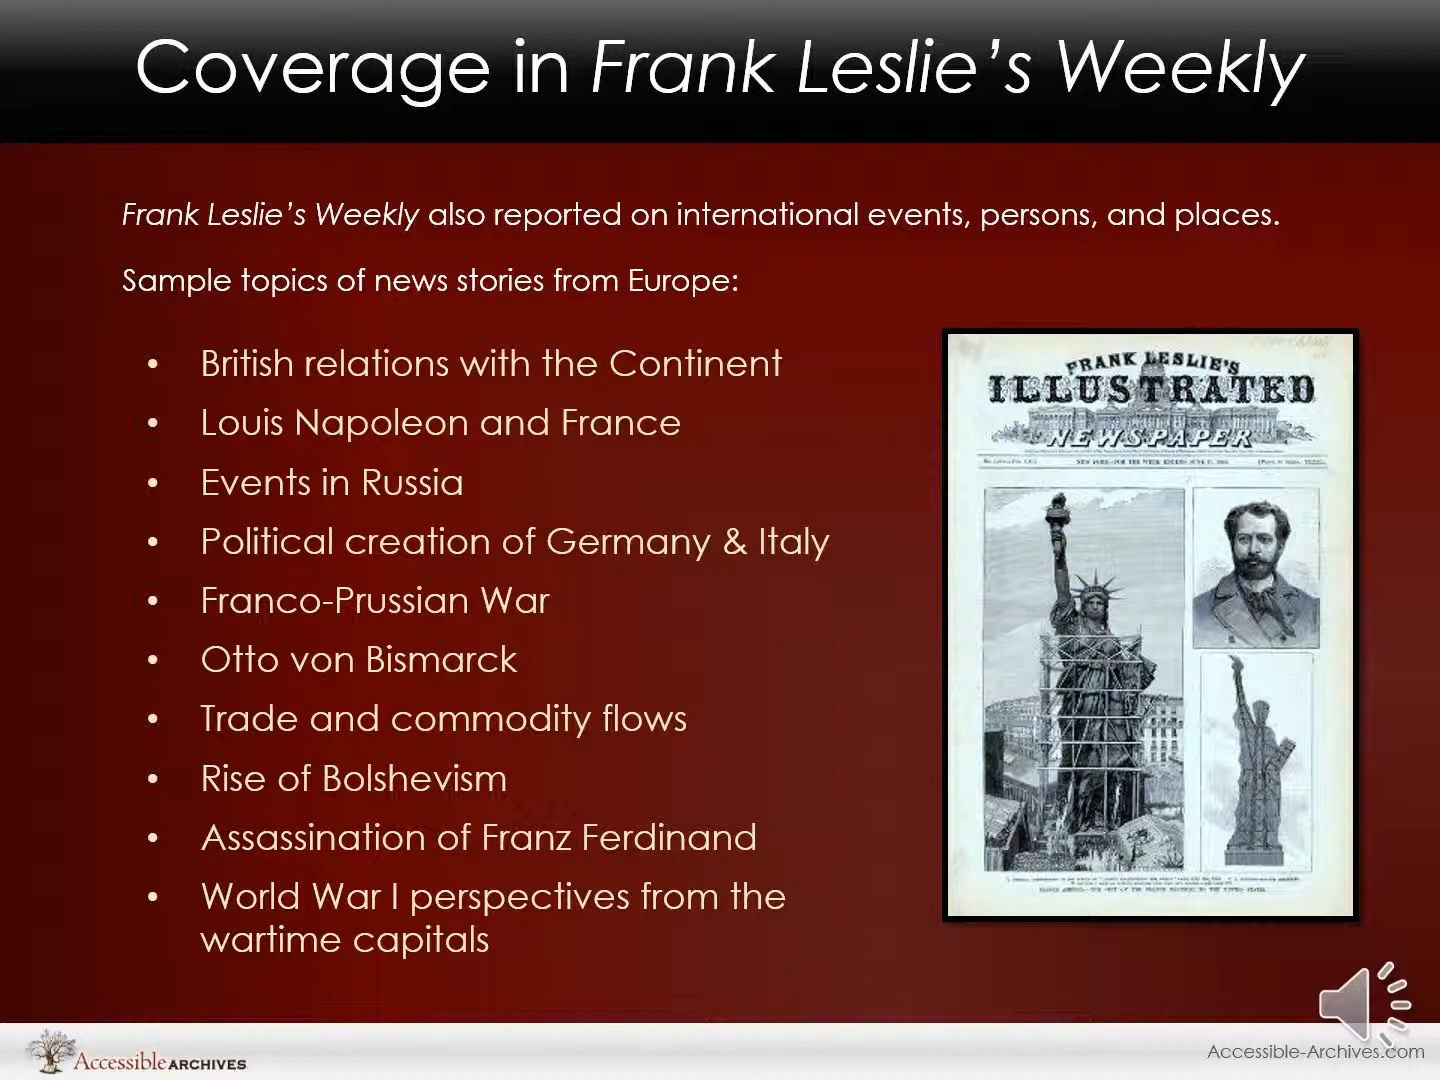 Coverage in Frank Leslie’s Weekly
Frank Leslie’s Weekly also reported on international events, persons, and places.
Sample topics of news stories from Europe:
• British relations with the Continent
• Louis Napoleon and France
• Events in Russia
• Political creation of Germany & Italy
• Franco-Prussian War
• Otto von Bismarck
• Trade and commodity flows
• Rise of Bolshevism
• Assassination of Franz Ferdinand
• World War I perspectives from the
wartime capitals
FRANK LESLIE'S
ILLUSTRATED
NEWSPAPER
Accessible ARCHIVES
Accessible-Archives.com